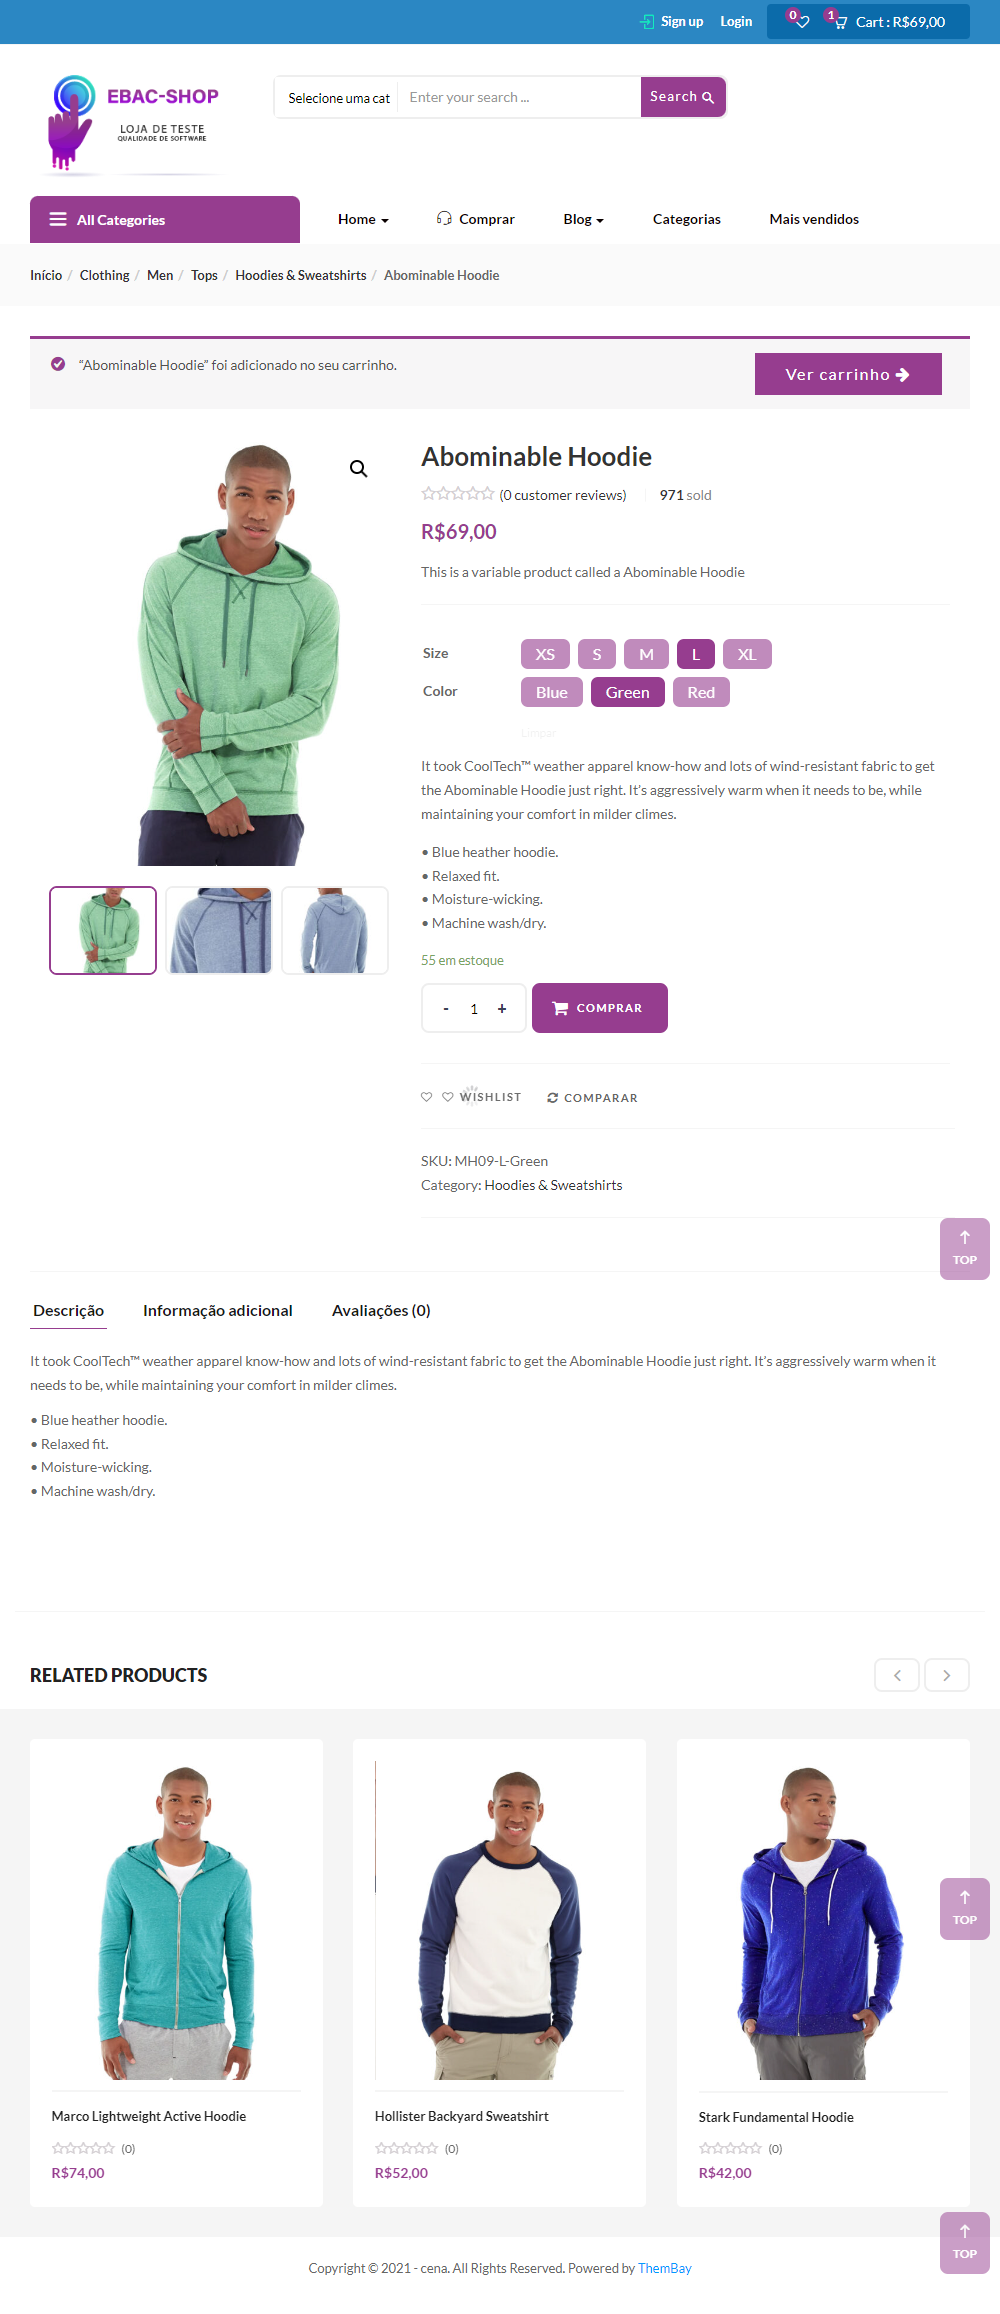 Sign up Login 0 1 Cart : R$69,00
EBAC-SHOP
LOJA DE TESTE
QUALIDADE DE SOFTWARE
Selecione uma cat Enter your search ... Search
All Categories Home Comprar Blog Categorias Mais vendidos
Início / Clothing / Men / Tops / Hoodies & Sweatshirts / Abominable Hoodie
“Abominable Hoodie” foi adicionado no seu carrinho. Ver carrinho
Abominable Hoodie
(0 customer reviews) 971 sold
R$69,00
This is a variable product called a Abominable Hoodie
Size XS S M L XL
Color Blue Green Red
Limpar
It took CoolTech™ weather apparel know-how and lots of wind-resistant fabric to get
the Abominable Hoodie just right. It’s aggressively warm when it needs to be, while
maintaining your comfort in milder climes.
• Blue heather hoodie.
• Relaxed fit.
• Moisture-wicking.
• Machine wash/dry.
55 em estoque
- 1 + COMPRAR
WISHLIST COMPARAR
SKU: MH09-L-Green
Category: Hoodies & Sweatshirts
TOP
Descrição Informação adicional Avaliações (0)
It took CoolTech™ weather apparel know-how and lots of wind-resistant fabric to get the Abominable Hoodie just right. It’s aggressively warm when it
needs to be, while maintaining your comfort in milder climes.
• Blue heather hoodie.
• Relaxed fit.
• Moisture-wicking.
• Machine wash/dry.
RELATED PRODUCTS
TOP
Marco Lightweight Active Hoodie
(0)
R$74,00
Hollister Backyard Sweatshirt
(0)
R$52,00
Stark Fundamental Hoodie
(0)
R$42,00
TOP
Copyright © 2021 - cena. All Rights Reserved. Powered by ThemBay